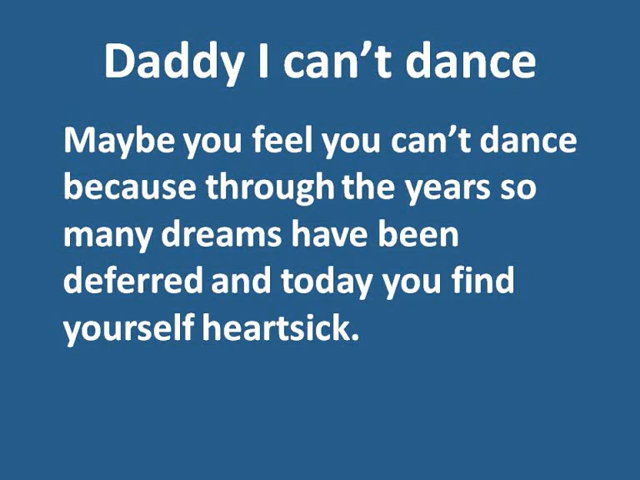 Daddy I can’t dance
Maybe you feel you can’t dance
because through the years so
many dreams have been
deferred and today you find
yourself heartsick.